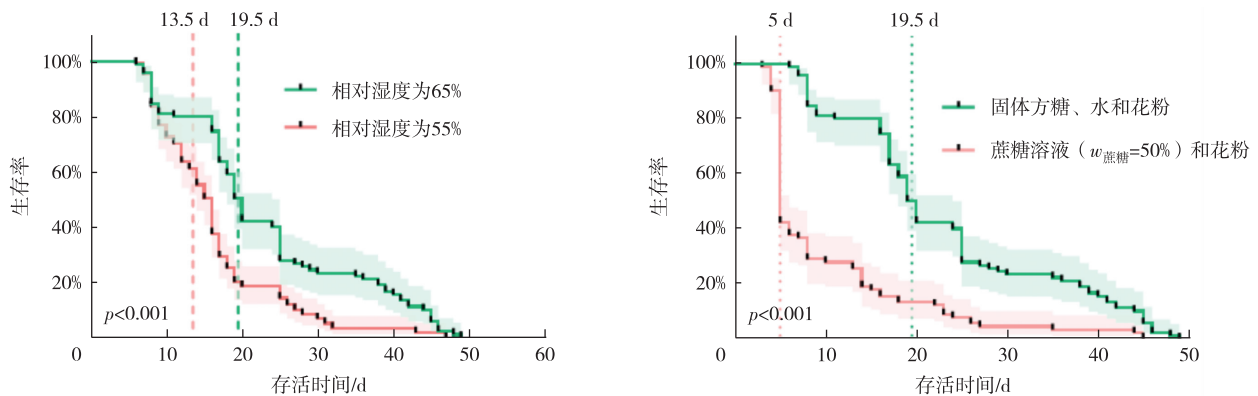 13.5 d
19.5 d
100%
80%
60%
40%
20%
0
10
20
30
40
50
60
生存率
存活时间/d
相对湿度为65%
相对湿度为55%
p<0.001
5 d
19.5 d
100%
80%
60%
40%
20%
0
10
20
30
40
50
生存率
存活时间/d
固体方糖、水和花粉
蔗糖溶液（w蔗糖=50%）和花粉
p<0.001